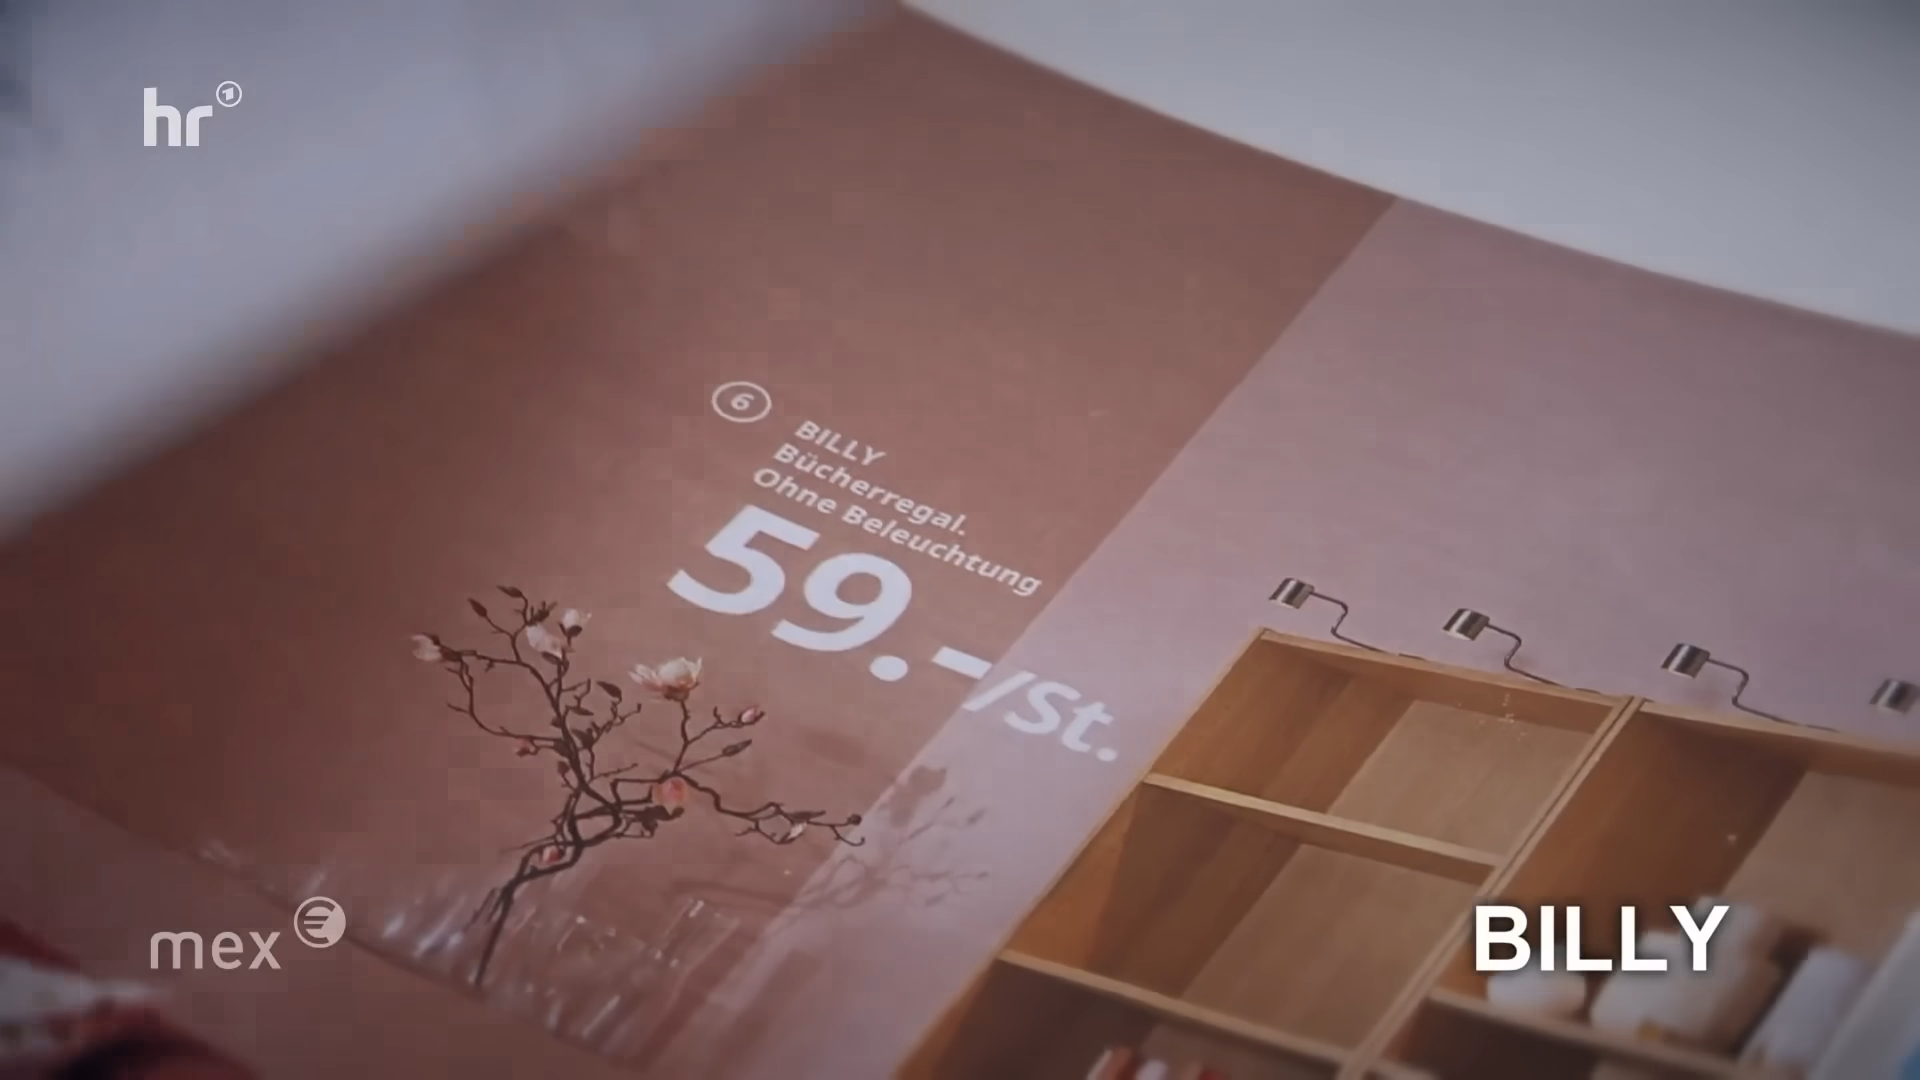 hr
6
BILLY
Bücherregal.
Ohne Beleuchtung
59.-/St.
mex
BILLY